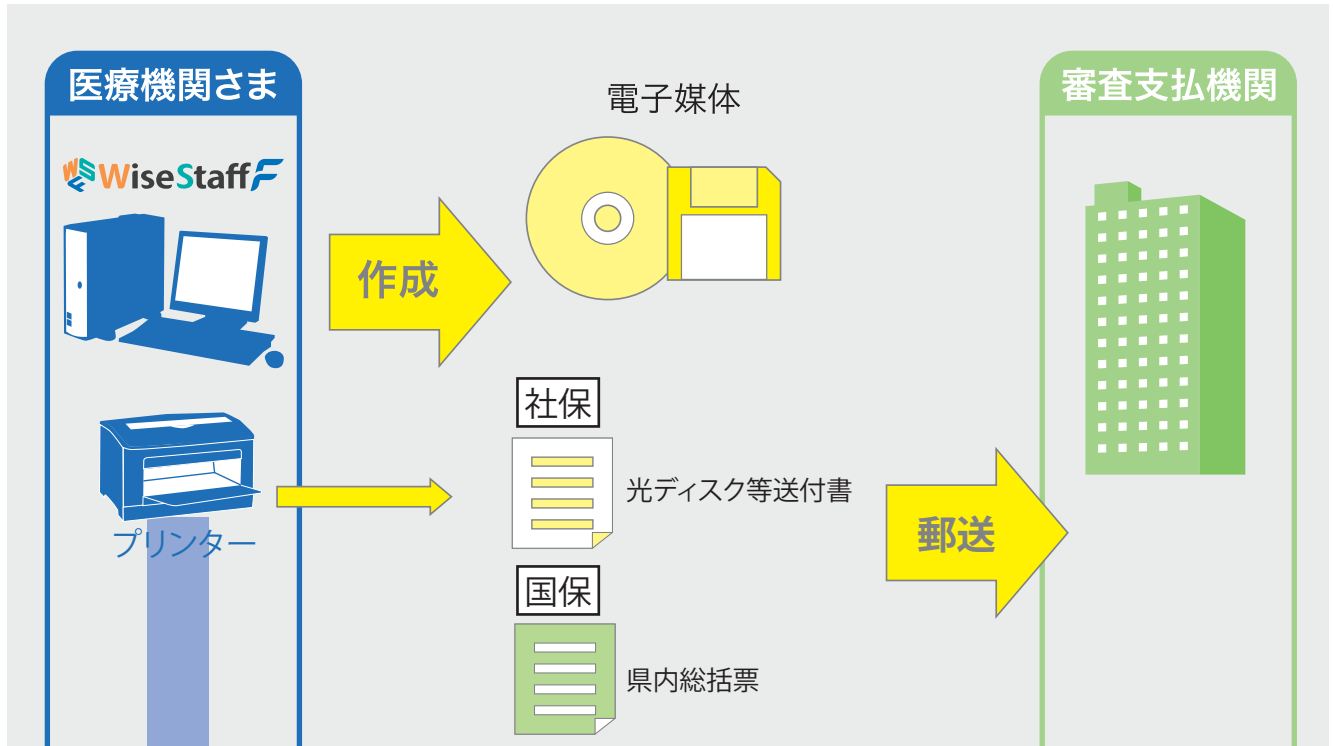 医療機関さま
WiseStaff F
電子媒体
審査支払機関
作成
社保
光ディスク等送付書
プリンター
郵送
国保
県内総括票